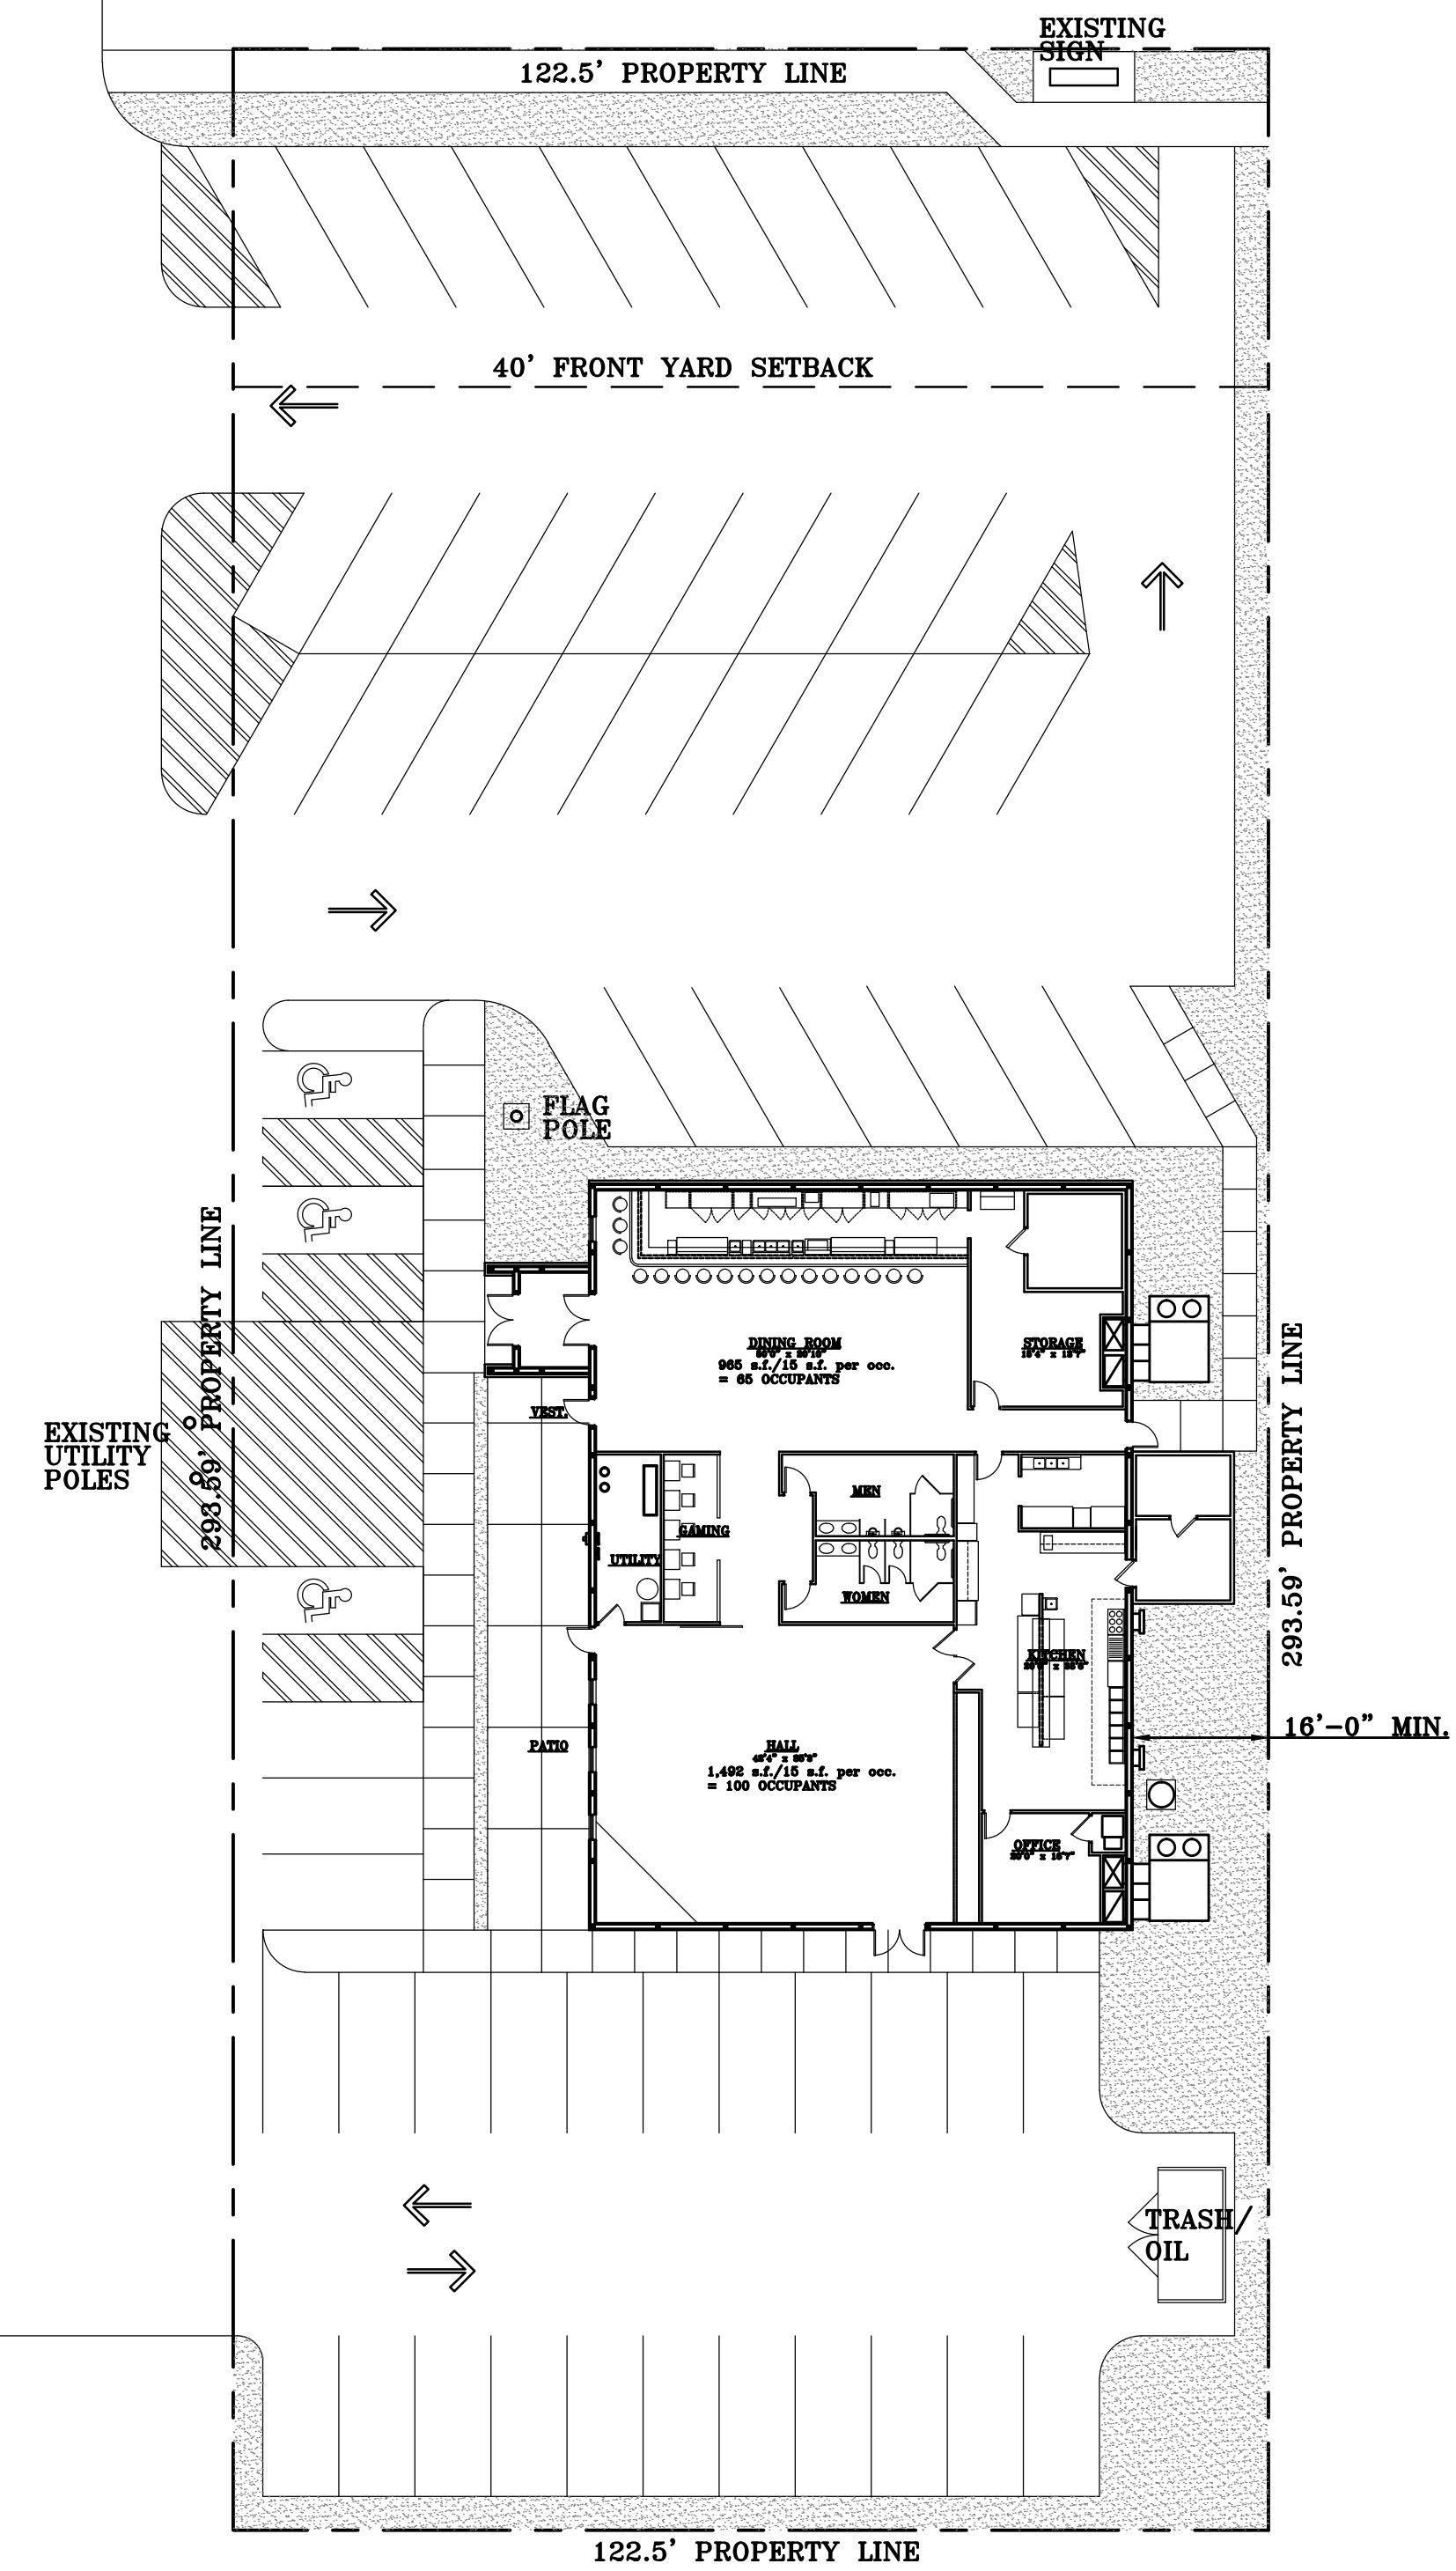 EXISTING
SIGN
122.5' PROPERTY LINE
40' FRONT YARD SETBACK
FLAG
POLE
293.59' PROPERTY LINE
EXISTING
UTILITY
POLES
DINING ROOM
965 s.f./15 s.f. per occ.
= 65 OCCUPANTS
STORAGE
VEST.
MEN
GAMING
UTILITY
WOMEN
293.59' PROPERTY LINE
KITCHEN
16'-0" MIN.
PATIO
HALL
1,492 s.f./15 s.f. per occ.
= 100 OCCUPANTS
OFFICE
TRASH/
OIL
122.5' PROPERTY LINE